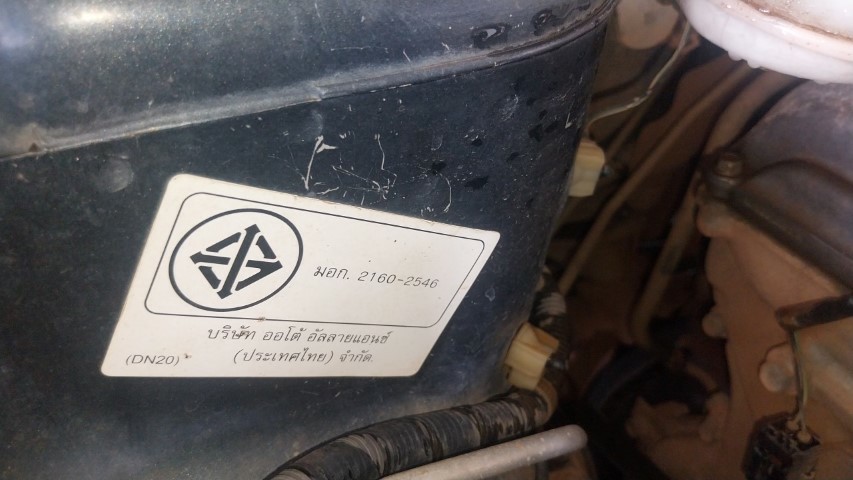 มอก. 2160-2546
บริษัท ออโต้ อัลลายแอนซ์
(DN20) (ประเทศไทย) จำกัด